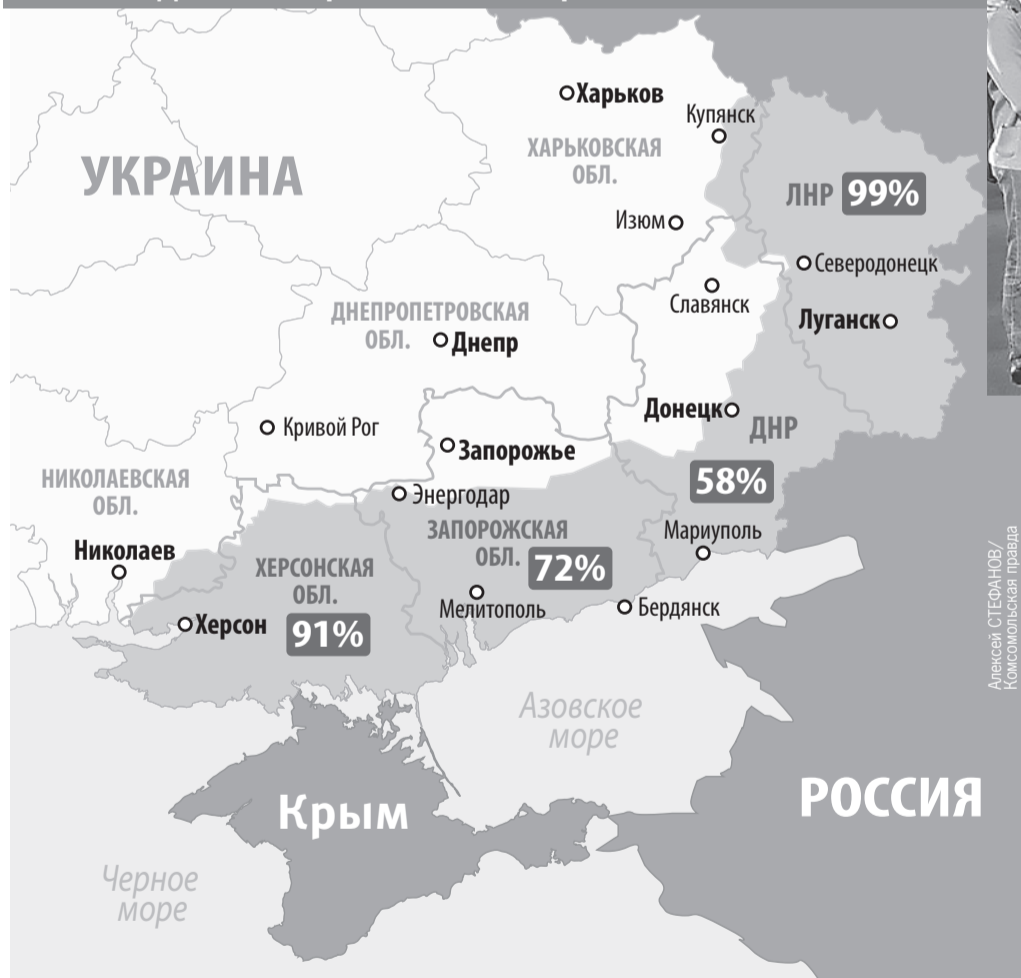 Харьков
Купянск
ХАРЬКОВСКАЯ
ОБЛ.
УКРАИНА
ЛНР 99%
Изюм
Северодонецк
Славянск
ДНЕПРОПЕТРОВСКАЯ
ОБЛ.
Днепр
Луганск
Донецк
ДНР
Кривой Рог
Запорожье
58%
НИКОЛАЕВСКАЯ
ОБЛ.
Энергодар
ЗАПОРОЖСКАЯ
ОБЛ. 72%
Мариуполь
Николаев
ХЕРСОНСКАЯ
ОБЛ.
91%
Мелитополь
Бердянск
Херсон
Азовское
море
Крым
РОССИЯ
Черное
море
Алексей СТЕФАНОВ/
Комсомольская правда